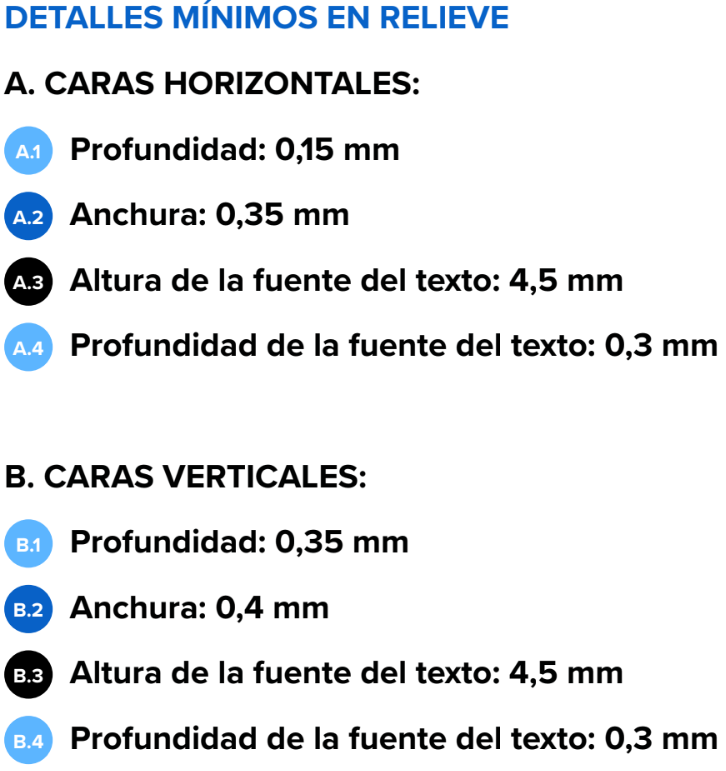 DETALLES MÍNIMOS EN RELIEVE
A. CARAS HORIZONTALES:
A.1 Profundidad: 0,15 mm
A.2 Anchura: 0,35 mm
A.3 Altura de la fuente del texto: 4,5 mm
A.4 Profundidad de la fuente del texto: 0,3 mm
B. CARAS VERTICALES:
B.1 Profundidad: 0,35 mm
B.2 Anchura: 0,4 mm
B.3 Altura de la fuente del texto: 4,5 mm
B.4 Profundidad de la fuente del texto: 0,3 mm